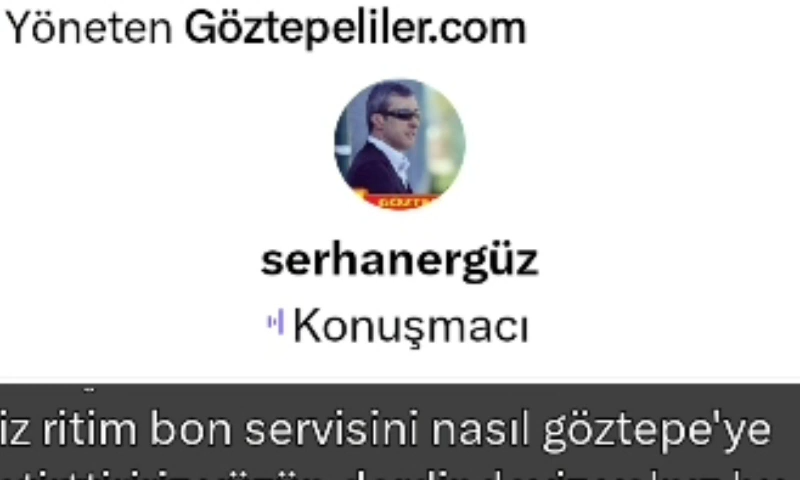 Yöneten Göztepeliler.com
serhanergüz
Konuşmacı
iz ritim bon servisini nasıl göztepe'ye